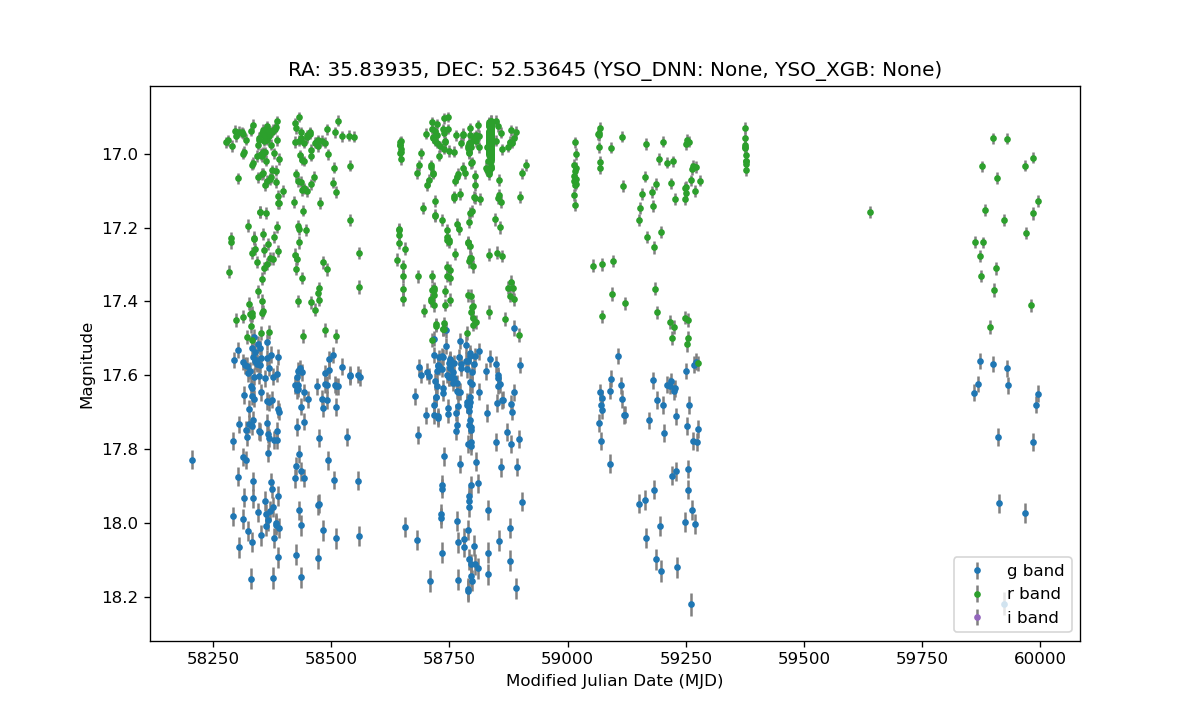 RA: 35.83935, DEC: 52.53645 (YSO_DNN: None, YSO_XGB: None)
Magnitude
17.0
17.2
17.4
17.6
17.8
18.0
18.2
g band
r band
i band
58250 58500 58750 59000 59250 59500 59750 60000
Modified Julian Date (MJD)